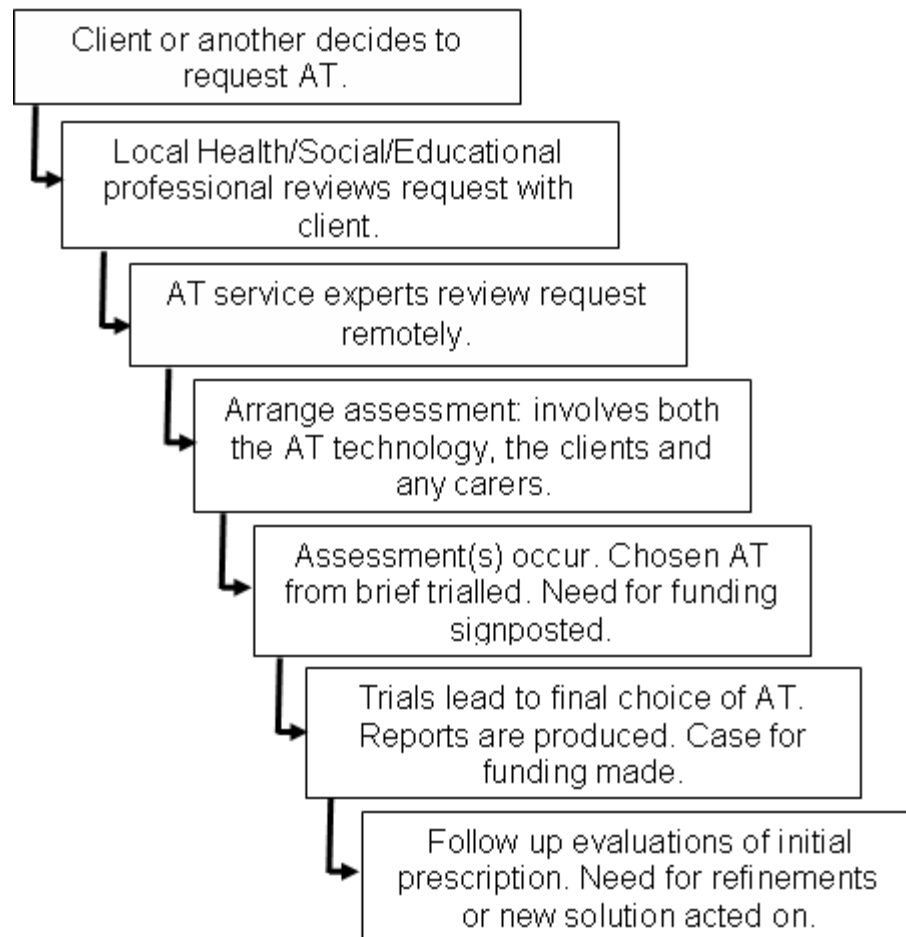 Client or another decides to
request AT.
Local Health/Social/Educational
professional reviews request with
client.
AT service experts review request
remotely.
Arrange assessment: involves both
the AT technology, the clients and
any carers.
Assessment(s) occur. Chosen AT
from brief trialled. Need for funding
signposted.
Trials lead to final choice of AT.
Reports are produced. Case for
funding made.
Follow up evaluations of initial
prescription. Need for refinements
or new solution acted on.